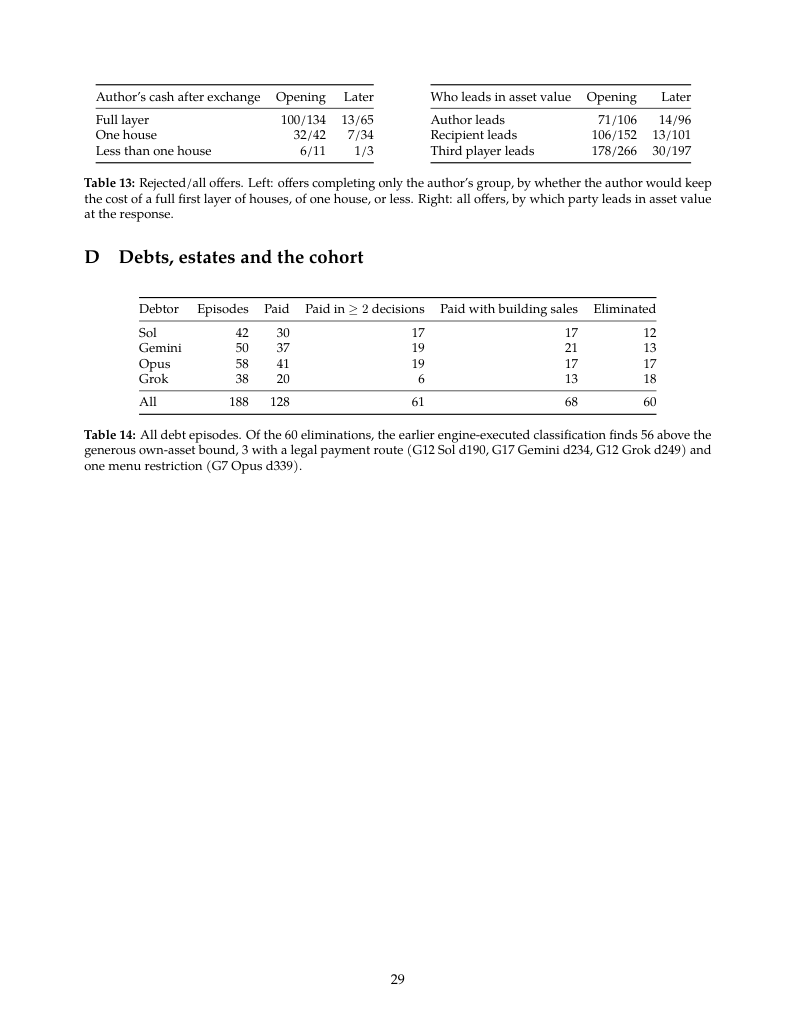 Author's cash after exchange Opening Later
Full layer 100/134 13/65
One house 32/42 7/34
Less than one house 6/11 1/3
Who leads in asset value Opening Later
Author leads 71/106 14/96
Recipient leads 106/152 13/101
Third player leads 178/266 30/197
Table 13: Rejected/all offers. Left: offers completing only the author's group, by whether the author would keep
the cost of a full first layer of houses, of one house, or less. Right: all offers, by which party leads in asset value
at the response.
D Debts, estates and the cohort
Debtor Episodes Paid Paid in ≥ 2 decisions Paid with building sales Eliminated
Sol 42 30 17 17 12
Gemini 50 37 19 21 13
Opus 58 41 19 17 17
Grok 38 20 6 13 18
All 188 128 61 68 60
Table 14: All debt episodes. Of the 60 eliminations, the earlier engine-executed classification finds 56 above the
generous own-asset bound, 3 with a legal payment route (G12 Sol d190, G17 Gemini d234, G12 Grok d249) and
one menu restriction (G7 Opus d339).
29